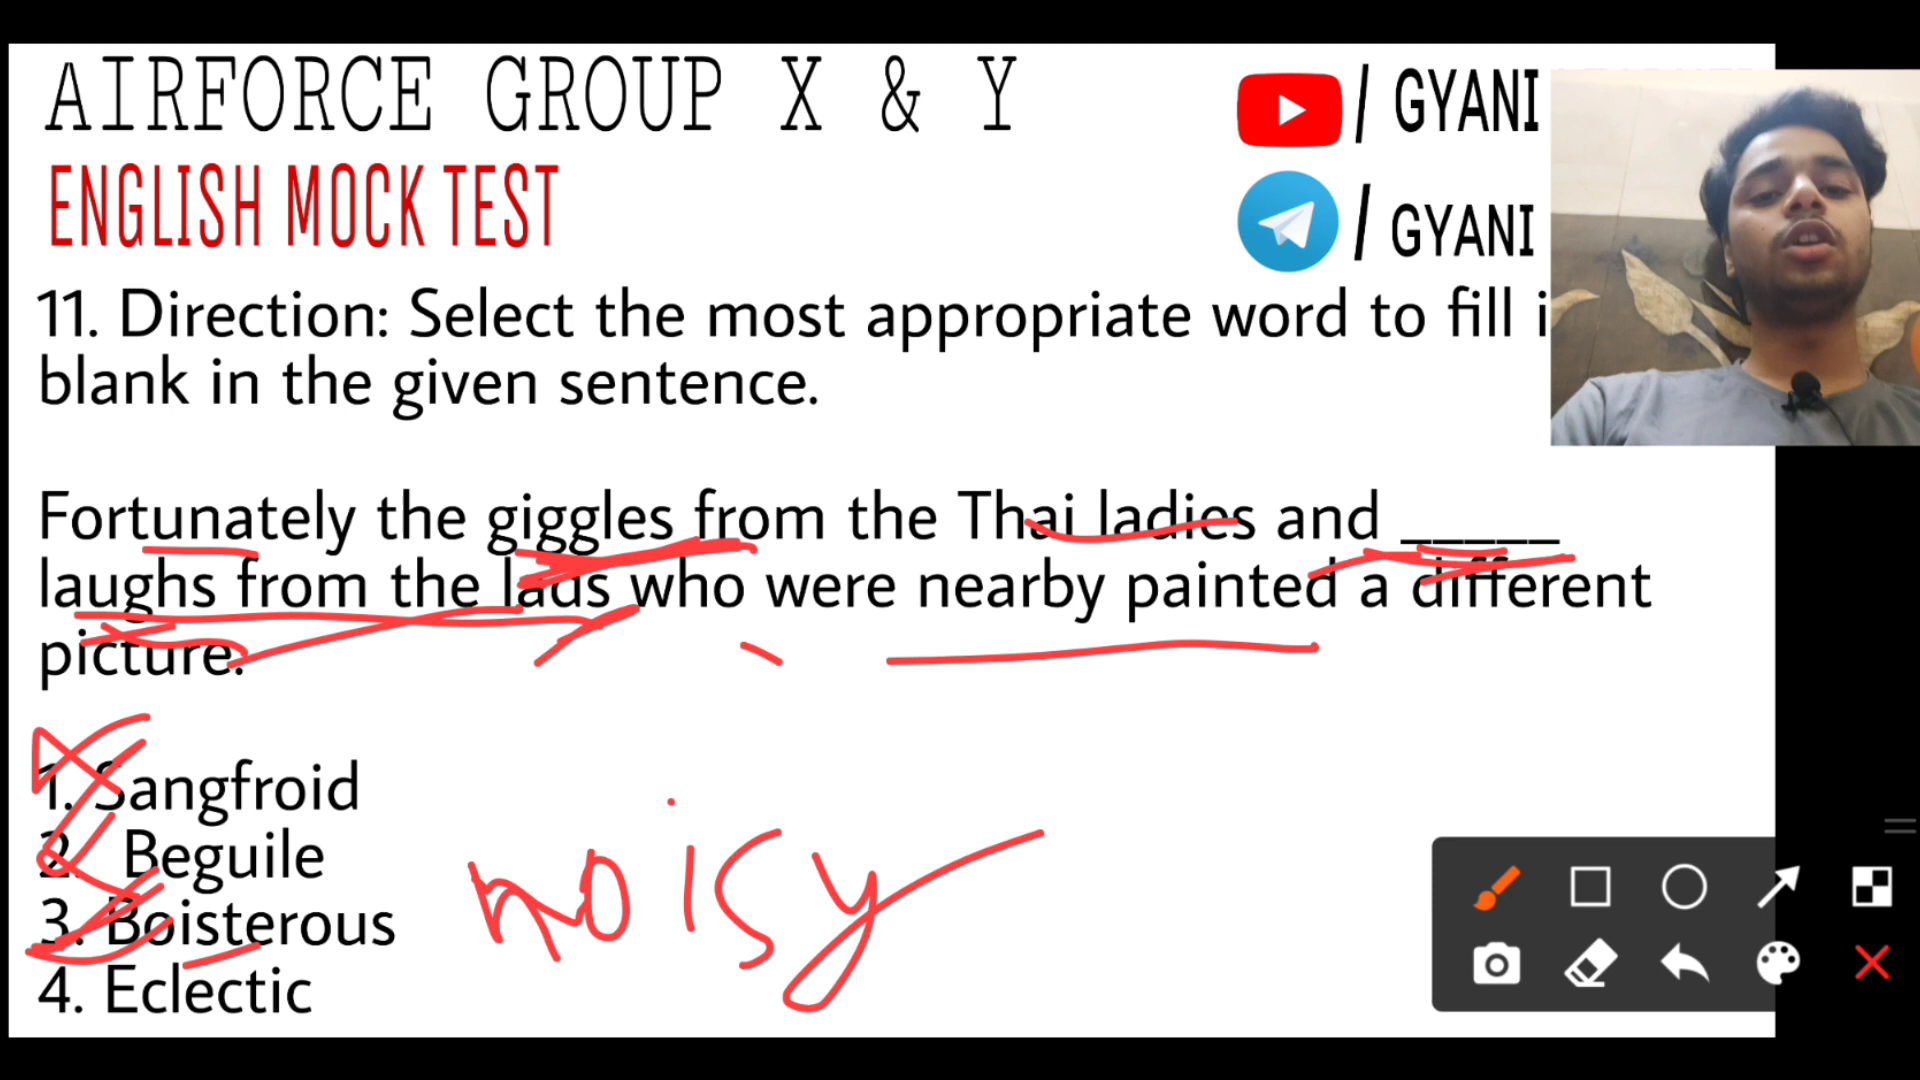 AIRFORCE GROUP X & Y
/ GYANI
ENGLISH MOCK TEST
/ GYANI
11. Direction: Select the most appropriate word to fill
blank in the given sentence.
Fortunately the giggles from the Thai ladies and _____
laughs from the lads who were nearby painted a different
picture.
1. Sangfroid
2. Beguile
3. Boisterous
4. Eclectic
noisy